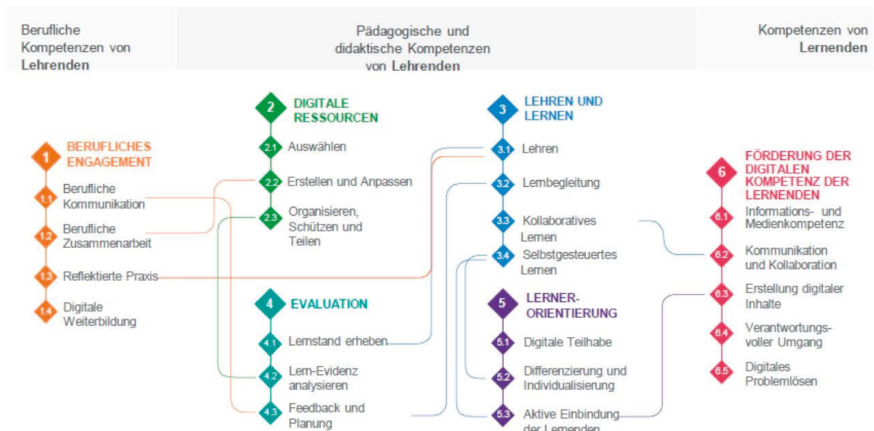 Berufliche
Kompetenzen von
Lehrenden
Pädagogische und
didaktische Kompetenzen
von Lehrenden
Kompetenzen von
Lernenden
1
BERUFLICHES
ENGAGEMENT
1.1
Berufliche
Kommunikation
1.2
Berufliche
Zusammenarbeit
1.3
Reflektierte Praxis
1.4
Digitale
Weiterbildung
2
DIGITALE
RESSOURCEN
2.1
Auswählen
2.2
Erstellen und Anpassen
2.3
Organisieren,
Schützen und
Teilen
3
LEHREN UND
LERNEN
3.1
Lehren
3.2
Lernbegleitung
3.3
Kollaboratives
Lernen
3.4
Selbstgesteuertes
Lernen
4
EVALUATION
4.1
Lernstand erheben
4.2
Lern-Evidenz
analysieren
4.3
Feedback und
Planung
5
LERNER-
ORIENTIERUNG
5.1
Digitale Teilhabe
5.2
Differenzierung und
Individualisierung
5.3
Aktive Einbindung
der Lernenden
6
FÖRDERUNG DER
DIGITALEN
KOMPETENZ DER
LERNENDEN
6.1
Informations- und
Medienkompetenz
6.2
Kommunikation
und Kollaboration
6.3
Erstellung digitaler
Inhalte
6.4
Verantwortungs-
voller Umgang
6.5
Digitales
Problemlösen